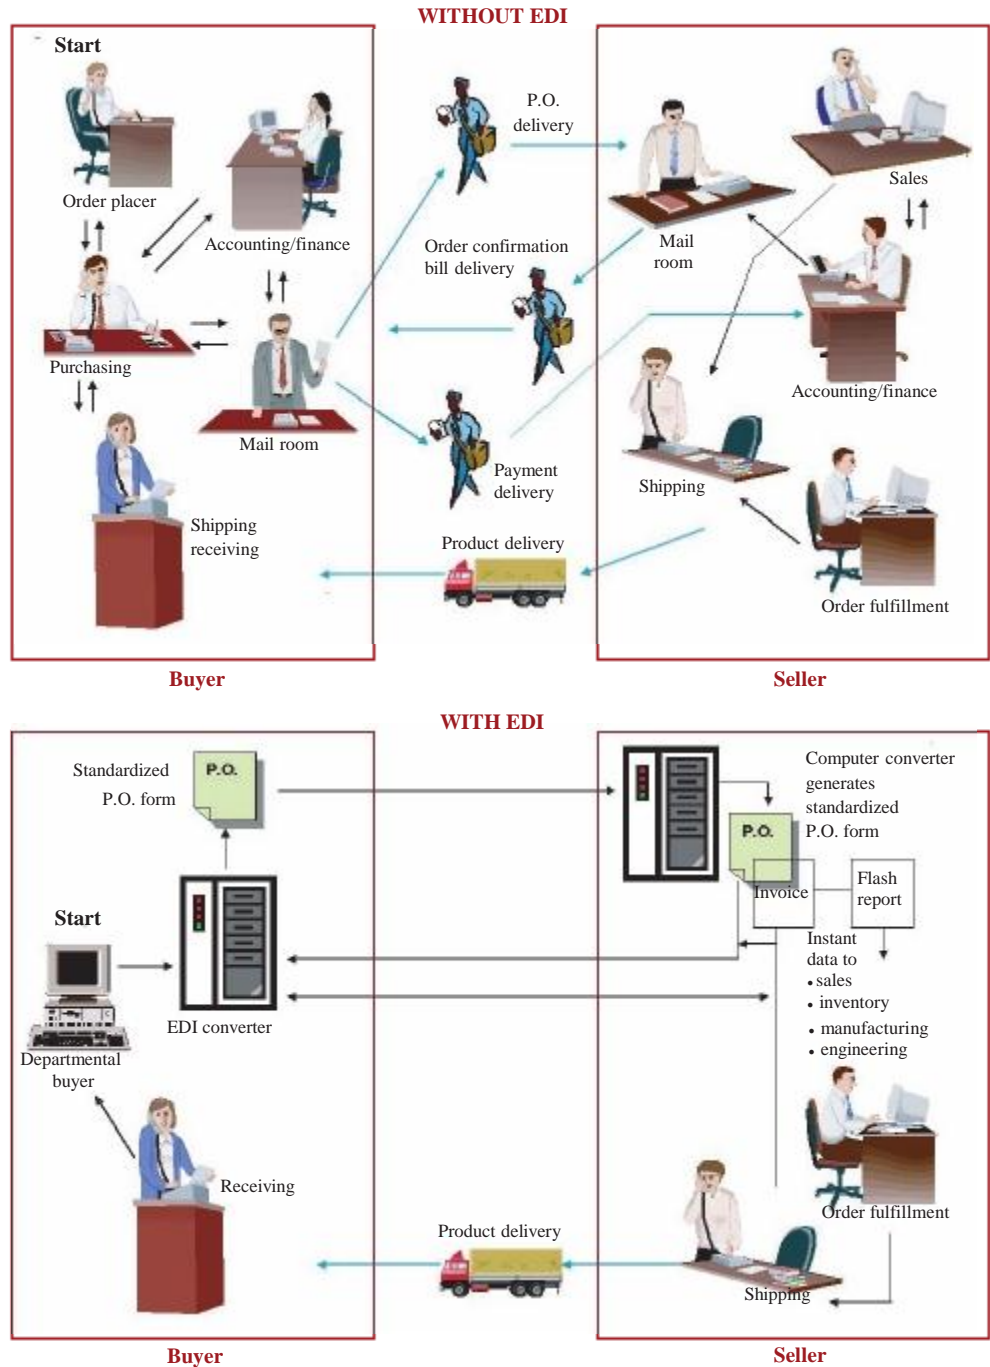 WITHOUT EDI
Start
Order placer
Accounting/finance
Purchasing
Mail room
Shipping
receiving
P.O.
delivery
Order confirmation
bill delivery
Payment
delivery
Product delivery
Mail
room
Sales
Accounting/finance
Shipping
Order fulfillment
Buyer
Seller
WITH EDI
Standardized
P.O. form
P.O.
Start
EDI converter
Departmental
buyer
Receiving
Product delivery
Computer converter
generates
standardized
P.O. form
P.O.
Invoice
Flash
report
Instant
data to
• sales
• inventory
• manufacturing
• engineering
Order fulfillment
Shipping
Buyer
Seller